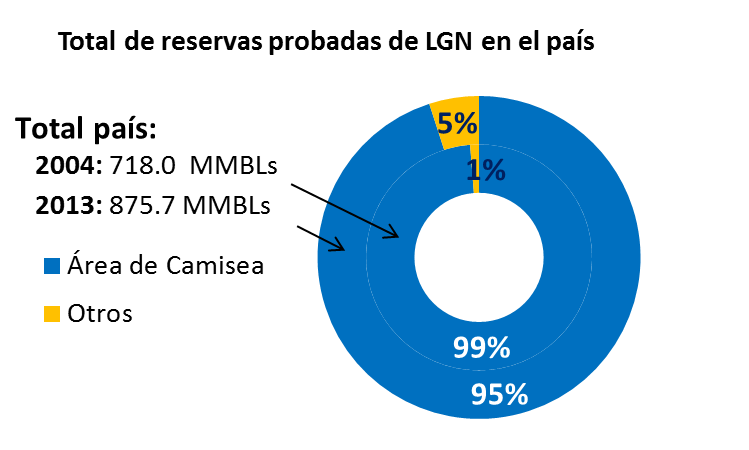 Total de reservas probadas de LGN en el país
Total país:
2004: 718.0 MMBLs
2013: 875.7 MMBLs
Área de Camisea
Otros
5%
1%
99%
95%